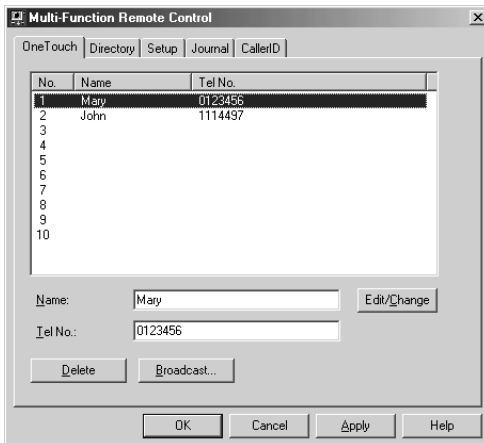 Multi-Function Remote Control
OneTouch Directory Setup Journal CallerID
No. Name Tel No.
1 Mary 0123456
2 John 1114497
3
4
5
6
7
8
9
10
Name: Mary Edit/Change
Tel No.: 0123456
Delete Broadcast...
OK Cancel Apply Help